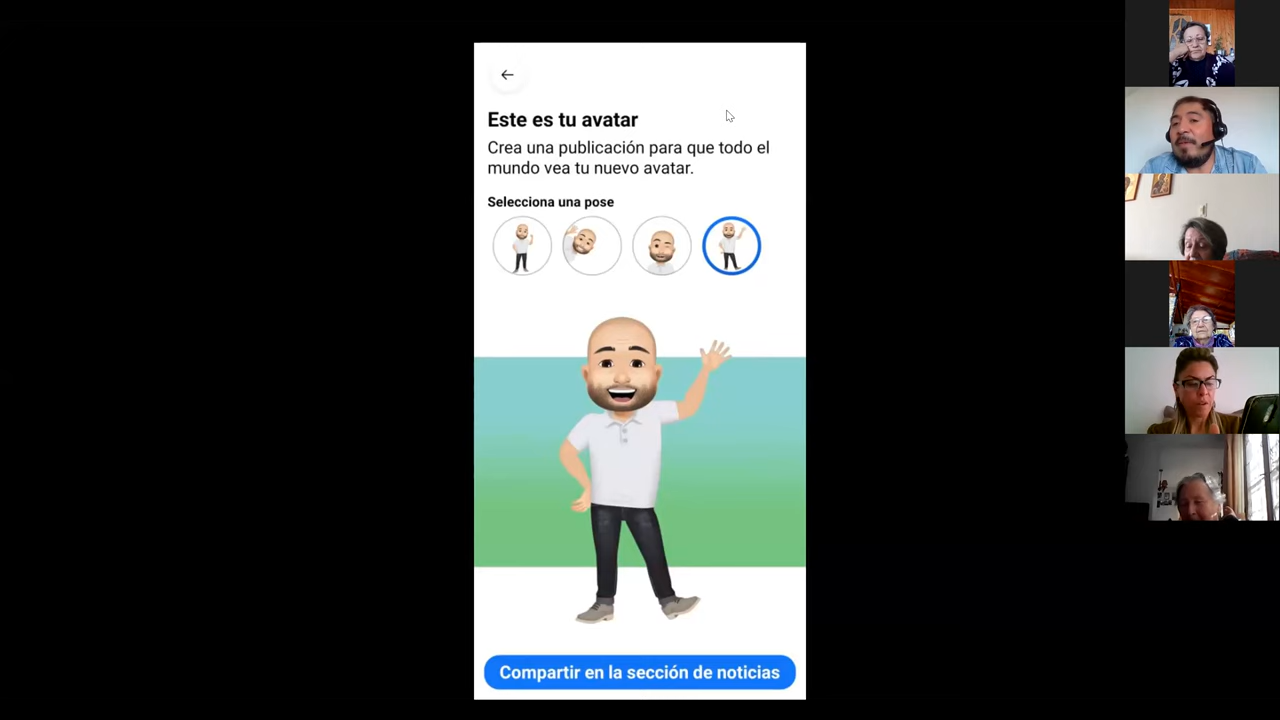 Este es tu avatar
Crea una publicación para que todo el
mundo vea tu nuevo avatar.
Selecciona una pose
Compartir en la sección de noticias